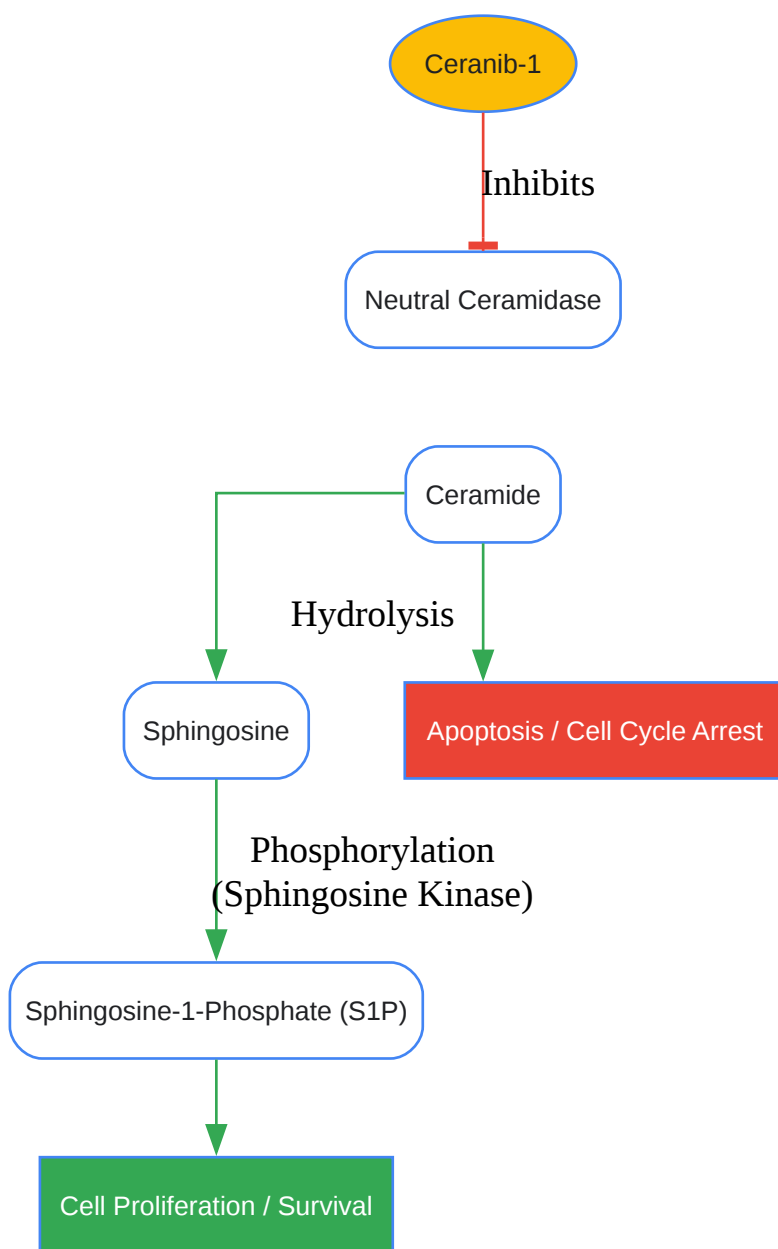 Ceranib-1
Inhibits
Neutral Ceramidase
Ceramide
Hydrolysis
Sphingosine
Apoptosis / Cell Cycle Arrest
Phosphorylation
(Sphingosine Kinase)
Sphingosine-1-Phosphate (S1P)
Cell Proliferation / Survival